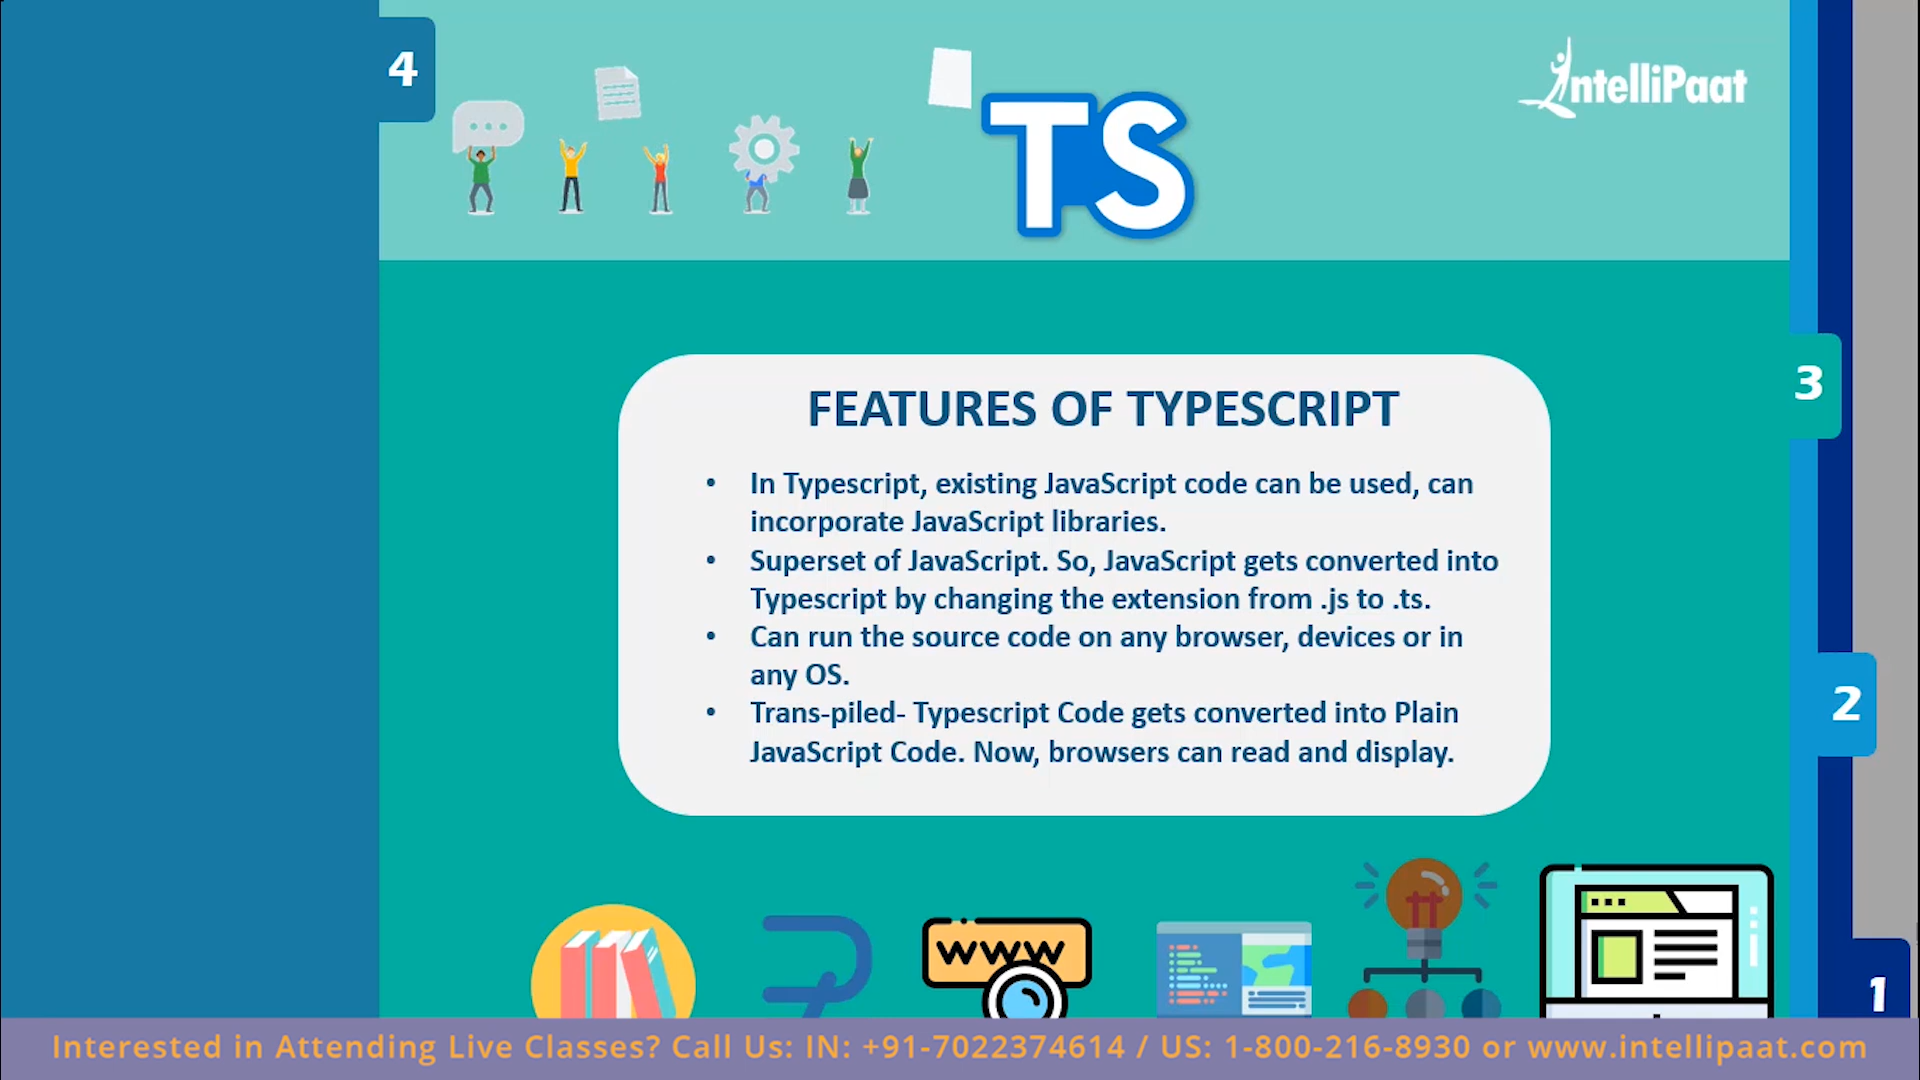 4
TS
IntelliPaat
FEATURES OF TYPESCRIPT
• In Typescript, existing JavaScript code can be used, can
incorporate JavaScript libraries.
• Superset of JavaScript. So, JavaScript gets converted into
Typescript by changing the extension from .js to .ts.
• Can run the source code on any browser, devices or in
any OS.
• Trans-piled- Typescript Code gets converted into Plain
JavaScript Code. Now, browsers can read and display.
3
2
1
www
Interested in Attending Live Classes? Call Us: IN: +91-7022374614 / US: 1-800-216-8930 or www.intellipaat.com